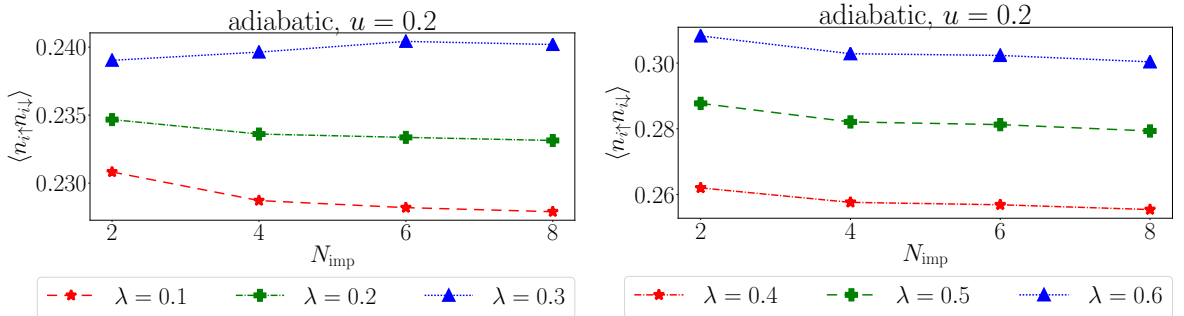 adiabatic, u = 0.2
⟨n_{i↑}n_{i↓}⟩
0.240
0.235
0.230
2 4 6 8
N_imp
λ = 0.1 λ = 0.2 λ = 0.3
adiabatic, u = 0.2
⟨n_{i↑}n_{i↓}⟩
0.30
0.28
0.26
2 4 6 8
N_imp
λ = 0.4 λ = 0.5 λ = 0.6